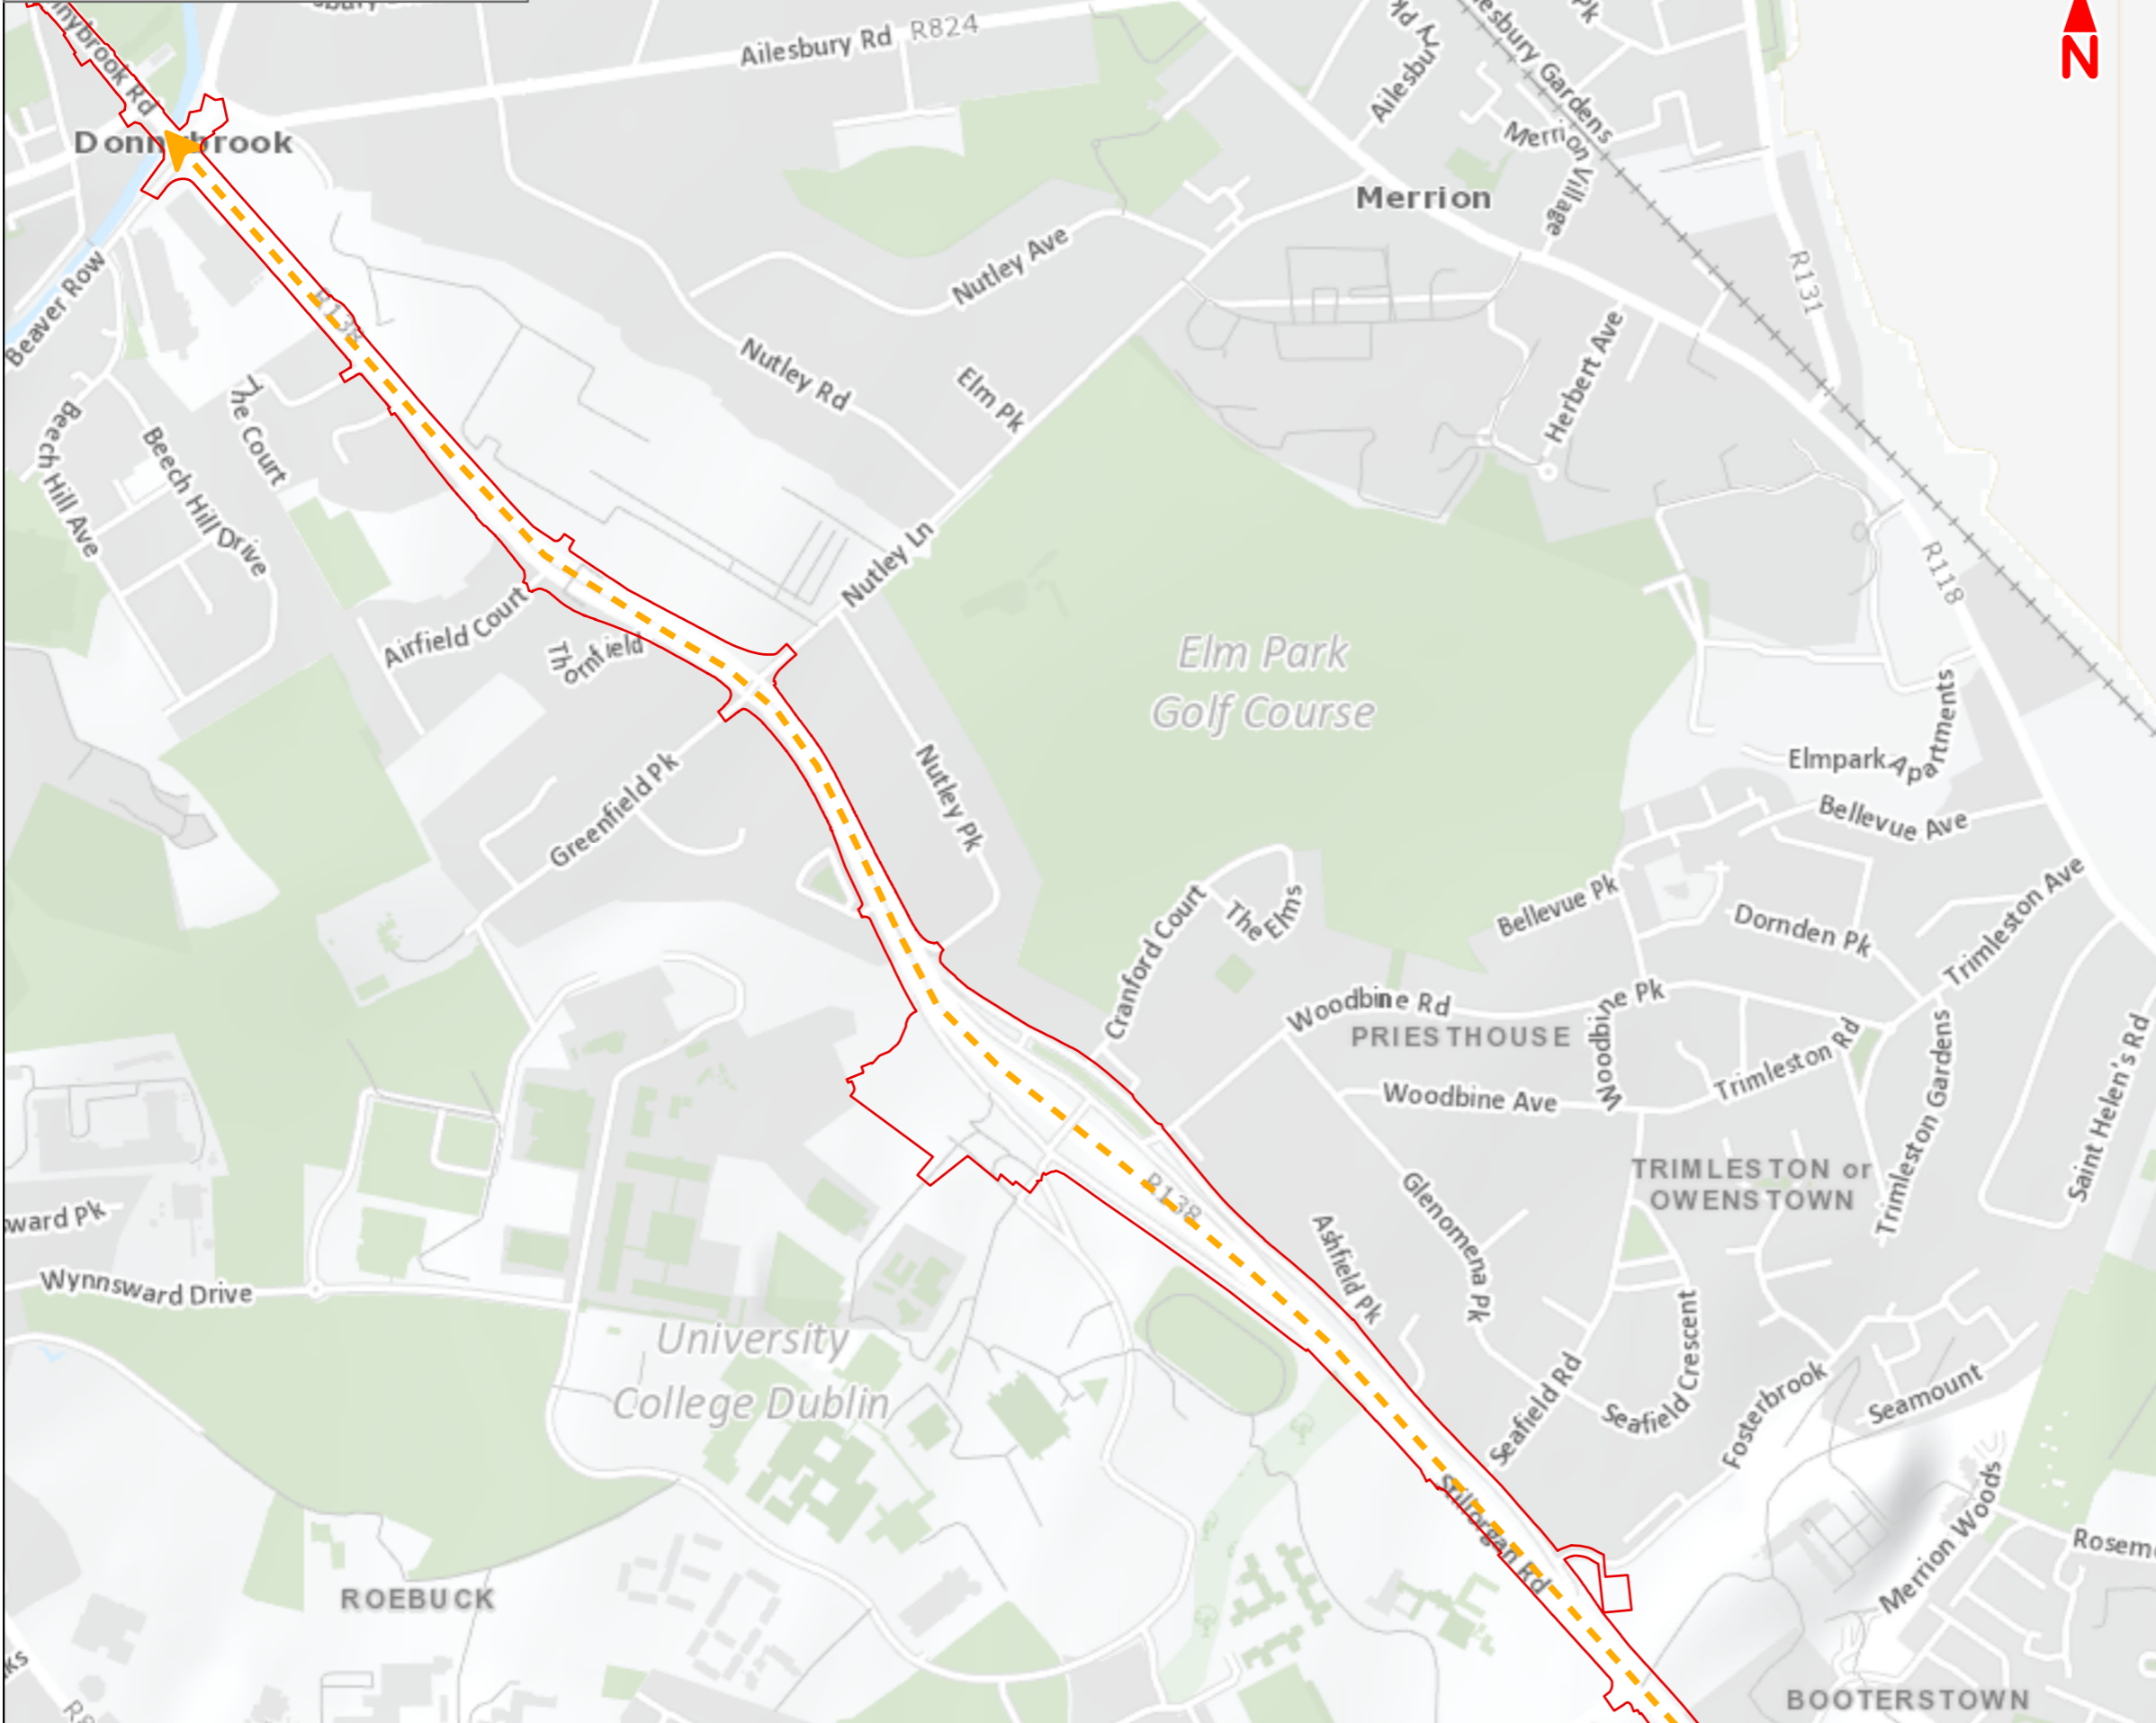 Ailesbury Rd R824
N
Donnybrook
Merrion
Merrion Village
R131
Beaver Row
Nutley Ave
R138
Herbert Ave
Nutley Rd
Elm Pk
The Court
Beech Hill Ave
Beech Hill Drive
Nutley Ln
R118
Airfield Court
Thornfield
Elm Park
Golf Course
Greenfield Pk
Nutley Pk
Elmpark Apartments
Bellevue Ave
Bellevue Pk
Cranford Court
The Elms
Dornden Pk
Trimleston Ave
Woodbine Rd
Woodbine Pk
PRIESTHOUSE
Woodbine Ave
Trimleston Rd
Trimleston Gardens
Saint Helen's Rd
TRIMLESTON or
OWENSTOWN
R138
Glenomena Pk
Ashfield Pk
Wynnsward Drive
University
College Dublin
Seafield Rd
Seafield Crescent
Fosterbrook
Seamount
Stillorgan Rd
Merrion Woods
ROEBUCK
BOOTERSTOWN